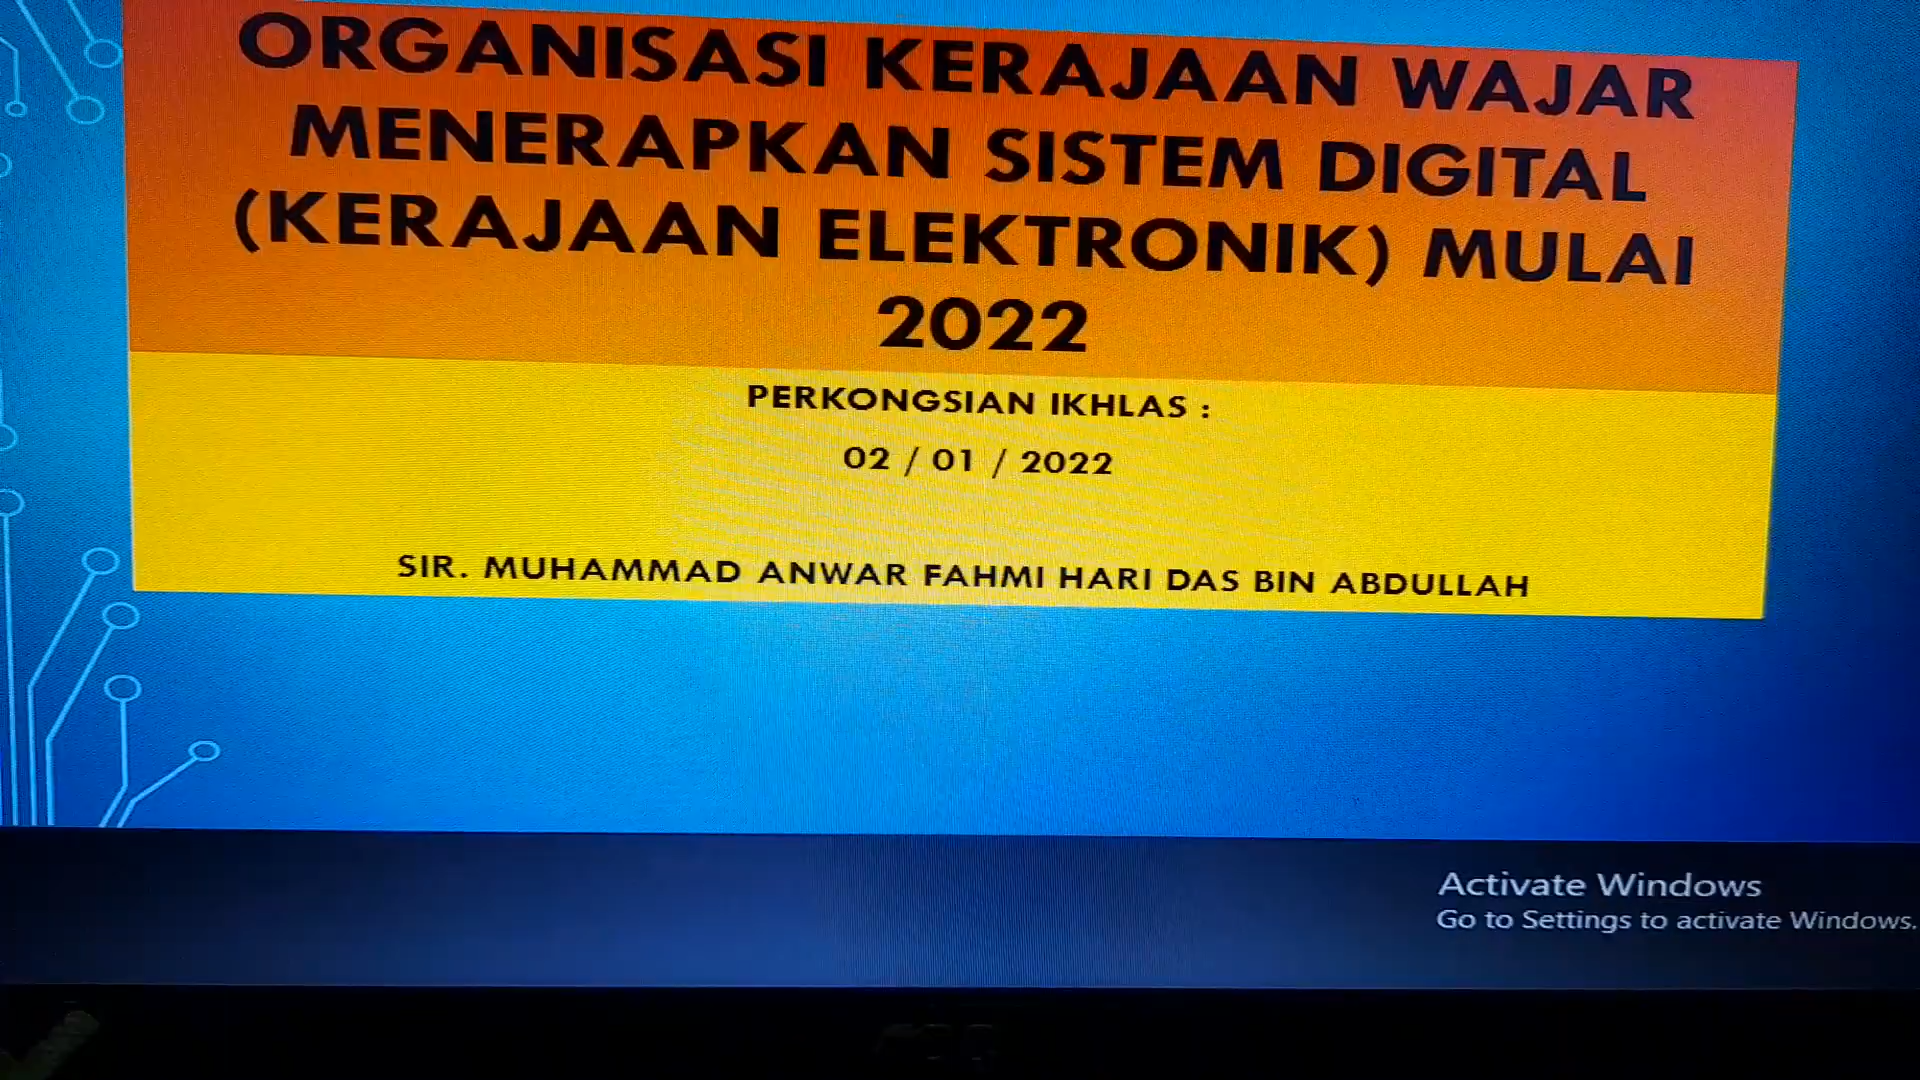 ORGANISASI KERAJAAN WAJAR
MENERAPKAN SISTEM DIGITAL
(KERAJAAN ELEKTRONIK) MULAI
2022
PERKONGSIAN IKHLAS :
02 / 01 / 2022
SIR. MUHAMMAD ANWAR FAHMI HARI DAS BIN ABDULLAH
Activate Windows
Go to Settings to activate Windows.